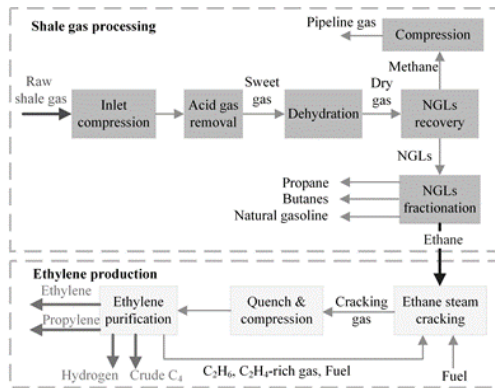 Shale gas processing
Pipeline gas
Compression
Methane
Raw
shale gas
Inlet
compression
Acid gas
removal
Sweet
gas
Dehydration
Dry
gas
NGLs
recovery
NGLs
Propane
Butanes
Natural gasoline
NGLs
fractionation
Ethane
Ethylene production
Ethylene
Propylene
Ethylene
purification
Quench &
compression
Cracking
gas
Ethane steam
cracking
Hydrogen
Crude C₄
C₂H₆, C₂H₄-rich gas, Fuel
Fuel